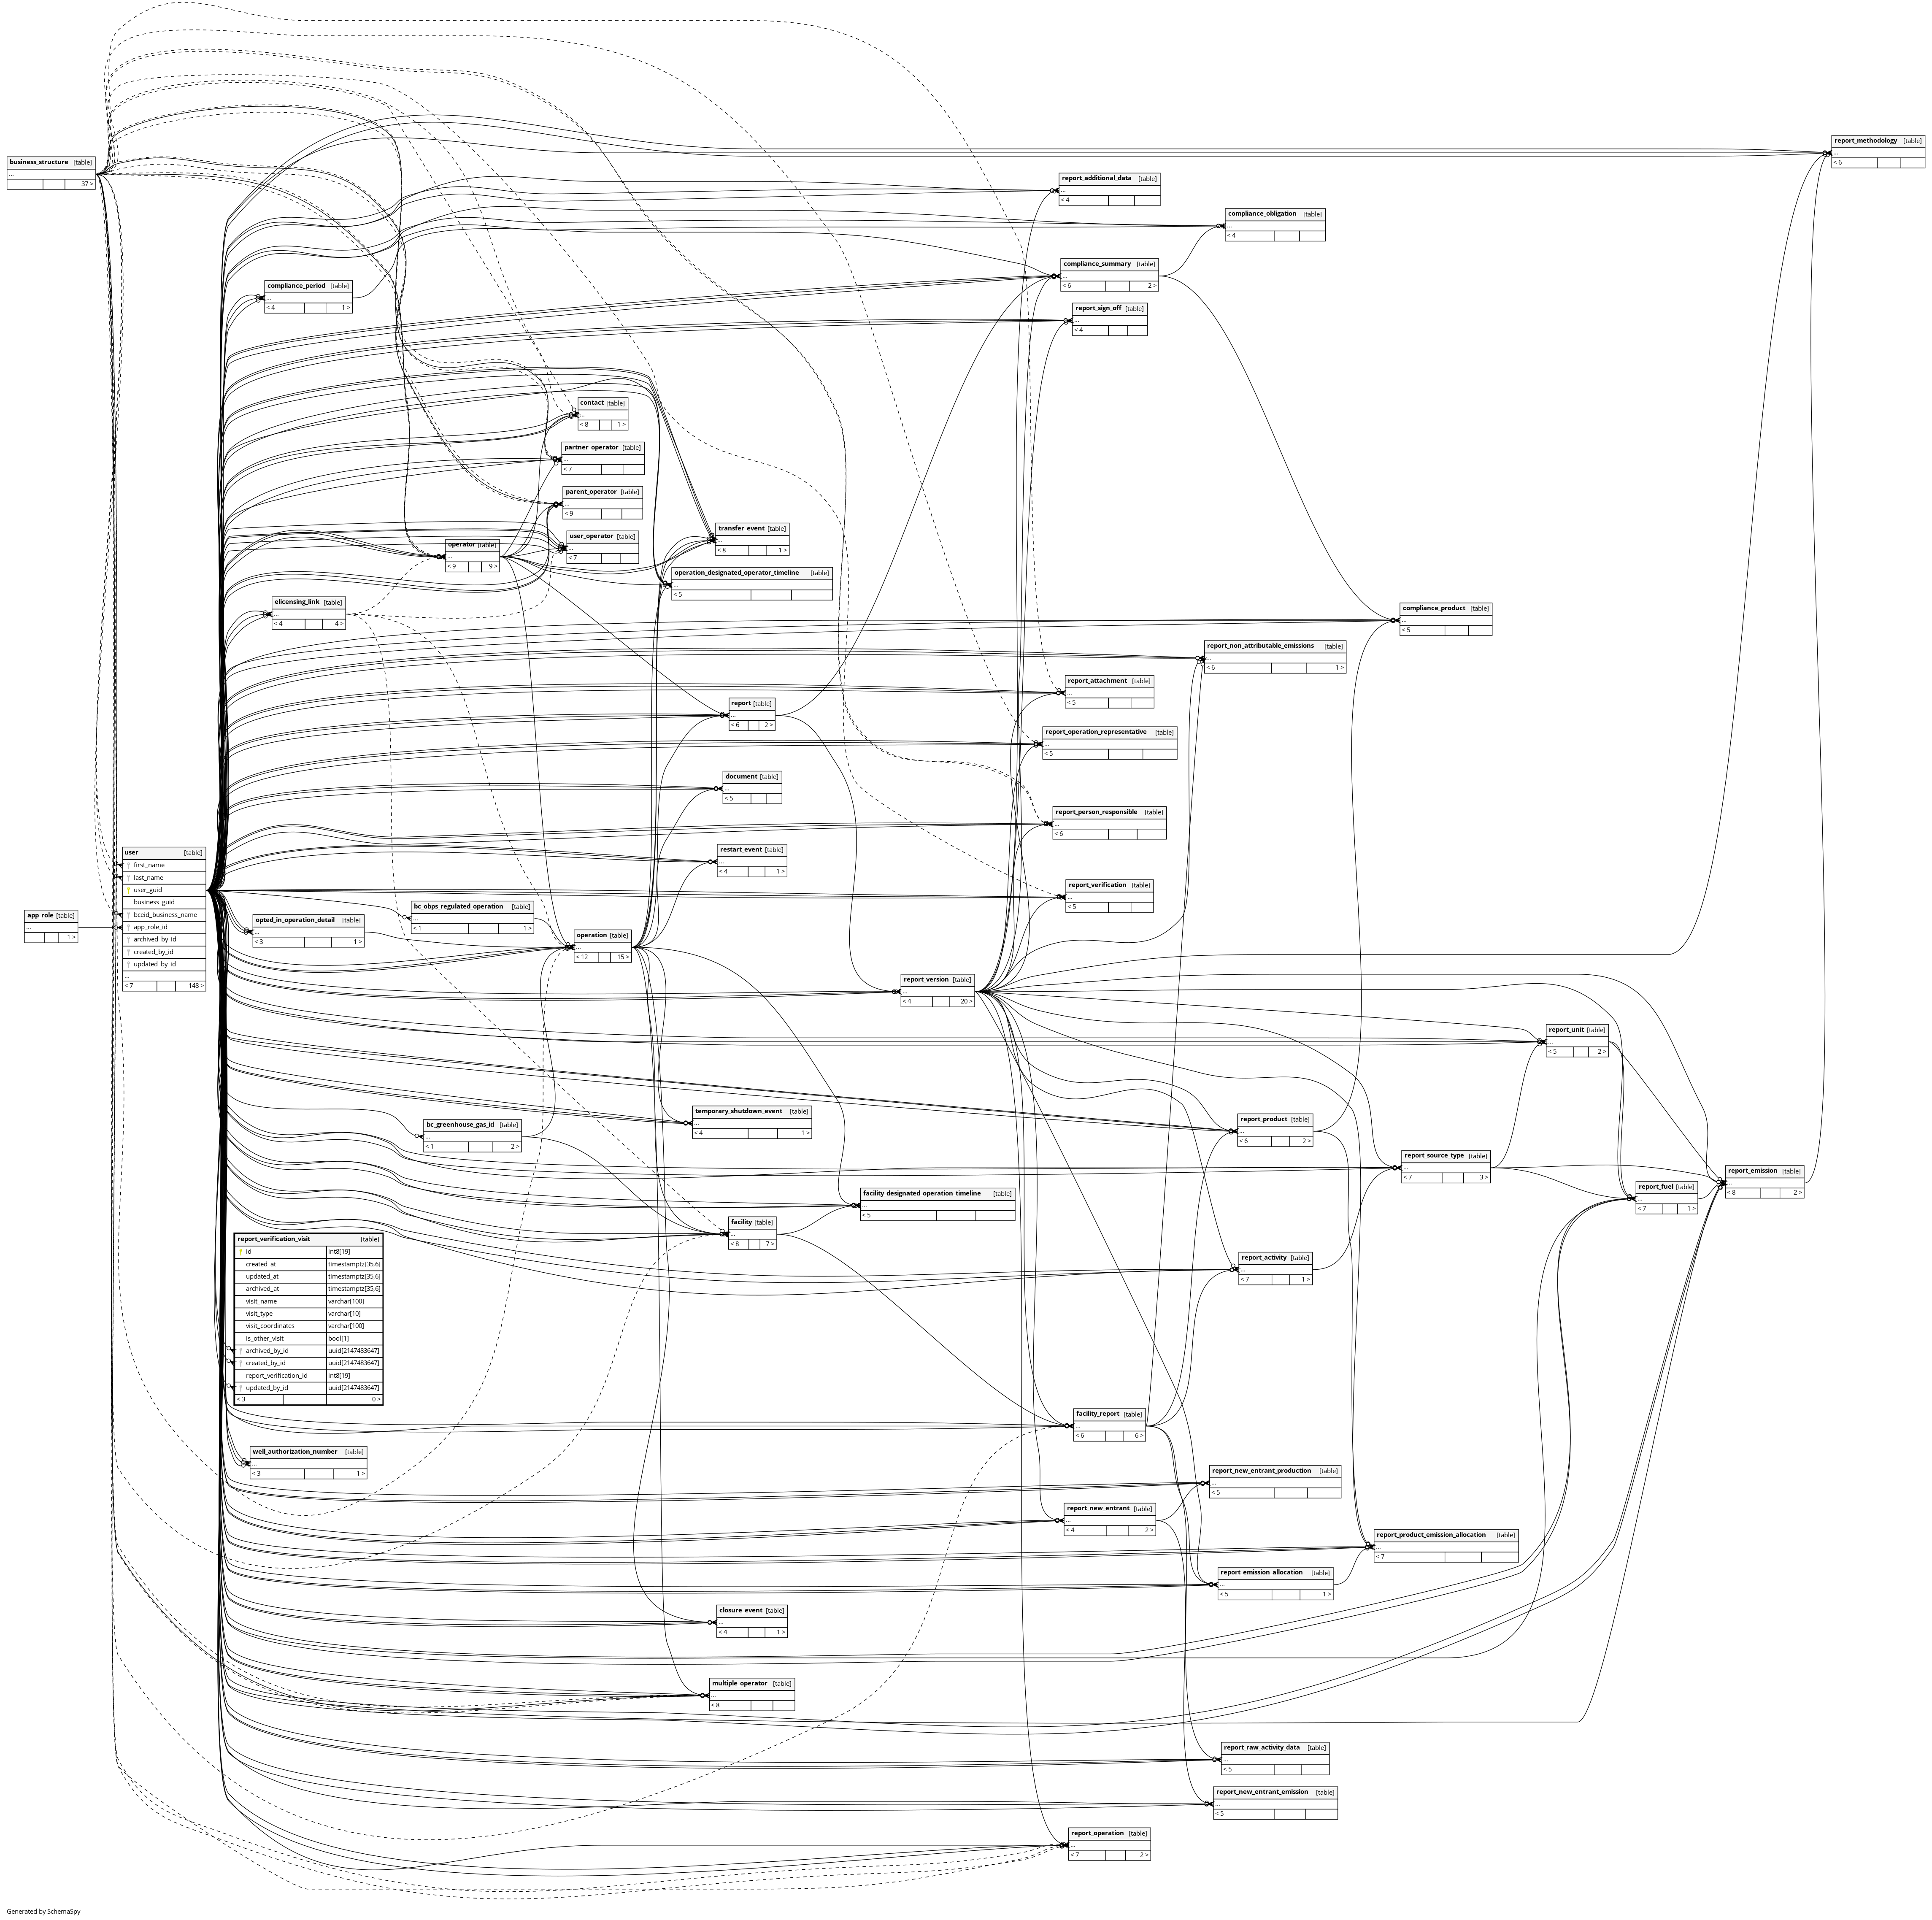 business_structure [table]
...
37 >
report_methodology [table]
...
< 6
report_additional_data [table]
...
< 4
compliance_obligation [table]
...
< 4
compliance_summary [table]
...
< 6 2 >
compliance_period [table]
...
< 4 1 >
report_sign_off [table]
...
< 4
contact [table]
...
< 8 1 >
partner_operator [table]
...
< 7
parent_operator [table]
...
< 9
transfer_event [table]
...
< 8 1 >
user_operator [table]
...
< 7
operator [table]
...
< 9 9 >
operation_designated_operator_timeline [table]
...
< 5
elicensing_link [table]
...
< 4 4 >
compliance_product [table]
...
< 5
report_non_attributable_emissions [table]
...
< 6 1 >
report_attachment [table]
...
< 5
report [table]
...
< 6 2 >
report_operation_representative [table]
...
< 5
document [table]
...
< 5
report_person_responsible [table]
...
< 6
restart_event [table]
...
< 4 1 >
user [table]
first_name
last_name
user_guid
business_guid
bceid_business_name
app_role_id
archived_by_id
created_by_id
updated_by_id
...
< 7 148 >
report_verification [table]
...
< 5
app_role [table]
...
1 >
bc_obps_regulated_operation [table]
...
< 1 1 >
opted_in_operation_detail [table]
...
< 3 1 >
operation [table]
...
< 12 15 >
report_version [table]
...
< 4 20 >
report_unit [table]
...
< 5 2 >
temporary_shutdown_event [table]
...
< 4 1 >
bc_greenhouse_gas_id [table]
...
< 1 2 >
report_product [table]
...
< 6 2 >
report_source_type [table]
...
< 7 3 >
report_emission [table]
...
< 8 2 >
report_fuel [table]
...
< 7 1 >
facility_designated_operation_timeline [table]
...
< 5
facility [table]
...
< 8 7 >
report_verification_visit [table]
id int8[19]
created_at timestamptz[35,6]
updated_at timestamptz[35,6]
archived_at timestamptz[35,6]
visit_name varchar[100]
visit_type varchar[10]
visit_coordinates varchar[100]
is_other_visit bool[1]
archived_by_id uuid[2147483647]
created_by_id uuid[2147483647]
report_verification_id int8[19]
updated_by_id uuid[2147483647]
< 3 0 >
report_activity [table]
...
< 7 1 >
facility_report [table]
...
< 6 6 >
well_authorization_number [table]
...
< 3 1 >
report_new_entrant_production [table]
...
< 5
report_new_entrant [table]
...
< 4 2 >
report_product_emission_allocation [table]
...
< 7
report_emission_allocation [table]
...
< 5 1 >
closure_event [table]
...
< 4 1 >
multiple_operator [table]
...
< 8
report_raw_activity_data [table]
...
< 5
report_new_entrant_emission [table]
...
< 5
report_operation [table]
...
< 7 2 >
Generated by SchemaSpy